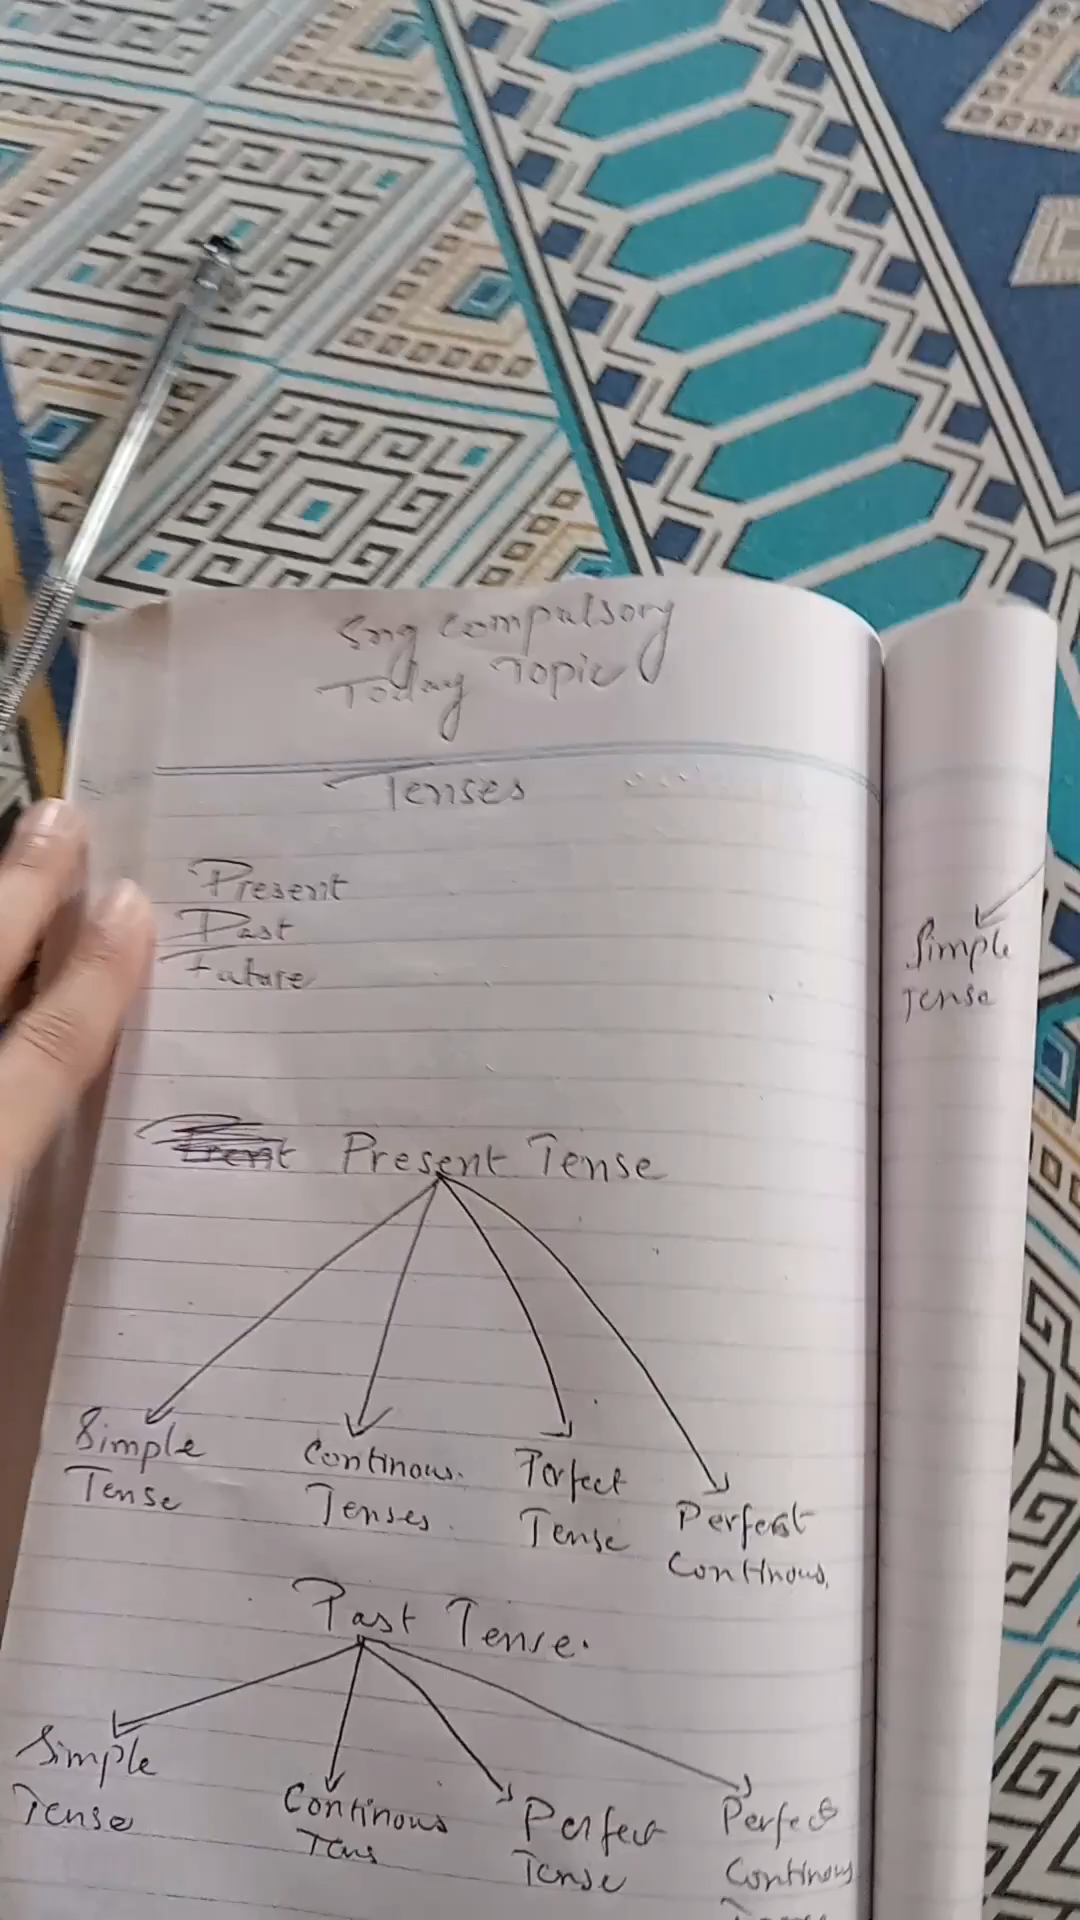 Eng Compulsory
Today Topic
Tenses
Present
Past
Future
Present Tense
Simple
Tense
Continous.
Tenses.
Perfect
Tense
Perfect
Continous.
Past Tense.
Simple
Tense
Continous
Tens
Perfect
Tense
Perfect
Continous
Simple
Tense